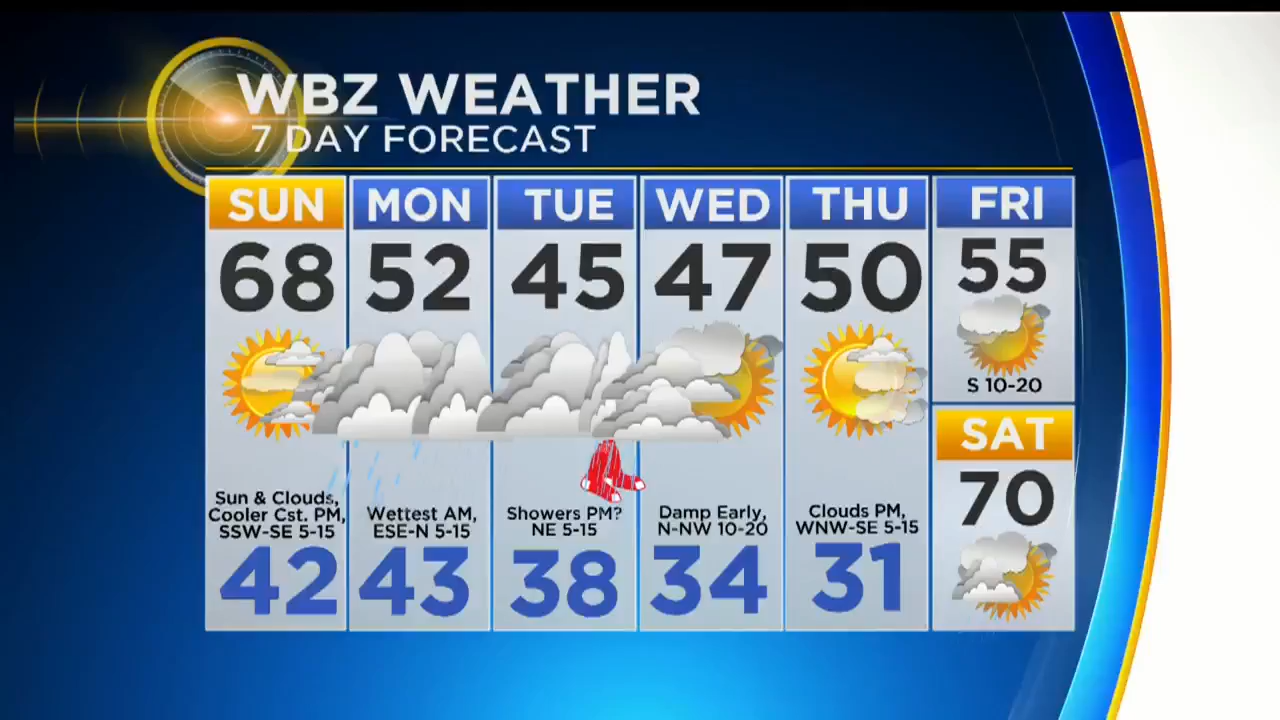 WBZ WEATHER
7 DAY FORECAST
SUN
68
Sun & Clouds,
Cooler Cst. PM,
SSW-SE 5-15
42
MON
52
Wettest AM,
ESE-N 5-15
43
TUE
45
Showers PM?
NE 5-15
38
WED
47
Damp Early,
N-NW 10-20
34
THU
50
Clouds PM,
WNW-SE 5-15
31
FRI
55
S 10-20
SAT
70